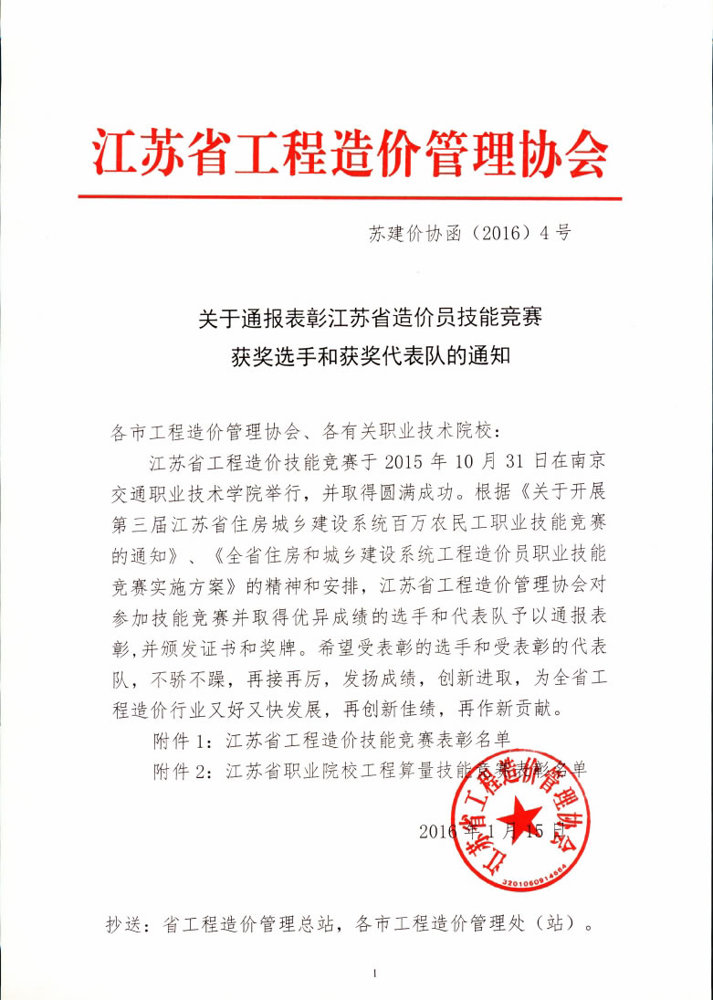 江苏省工程造价管理协会
苏建价协函（2016）4号
关于通报表彰江苏省造价员技能竞赛
获奖选手和获奖代表队的通知
各市工程造价管理协会、各有关职业技术院校：
江苏省工程造价技能竞赛于 2015 年 10 月 31 日在南京
交通职业技术学院举行，并取得圆满成功。根据《关于开展
第三届江苏省住房城乡建设系统百万农民工职业技能竞赛
的通知》、《全省住房和城乡建设系统工程造价员职业技能
竞赛实施方案》的精神和安排，江苏省工程造价管理协会对
参加技能竞赛并取得优异成绩的选手和代表队予以通报表
彰,并颁发证书和奖牌。希望受表彰的选手和受表彰的代表
队，不骄不躁，再接再厉，发扬成绩，创新进取，为全省工
程造价行业又好又快发展，再创新佳绩，再作新贡献。
附件 1：江苏省工程造价技能竞赛表彰名单
附件 2：江苏省职业院校工程算量技能竞赛表彰名单
2016 年 1 月 15 日
江苏省工程造价管理协会
3201060914664
抄送：省工程造价管理总站，各市工程造价管理处（站）。
1